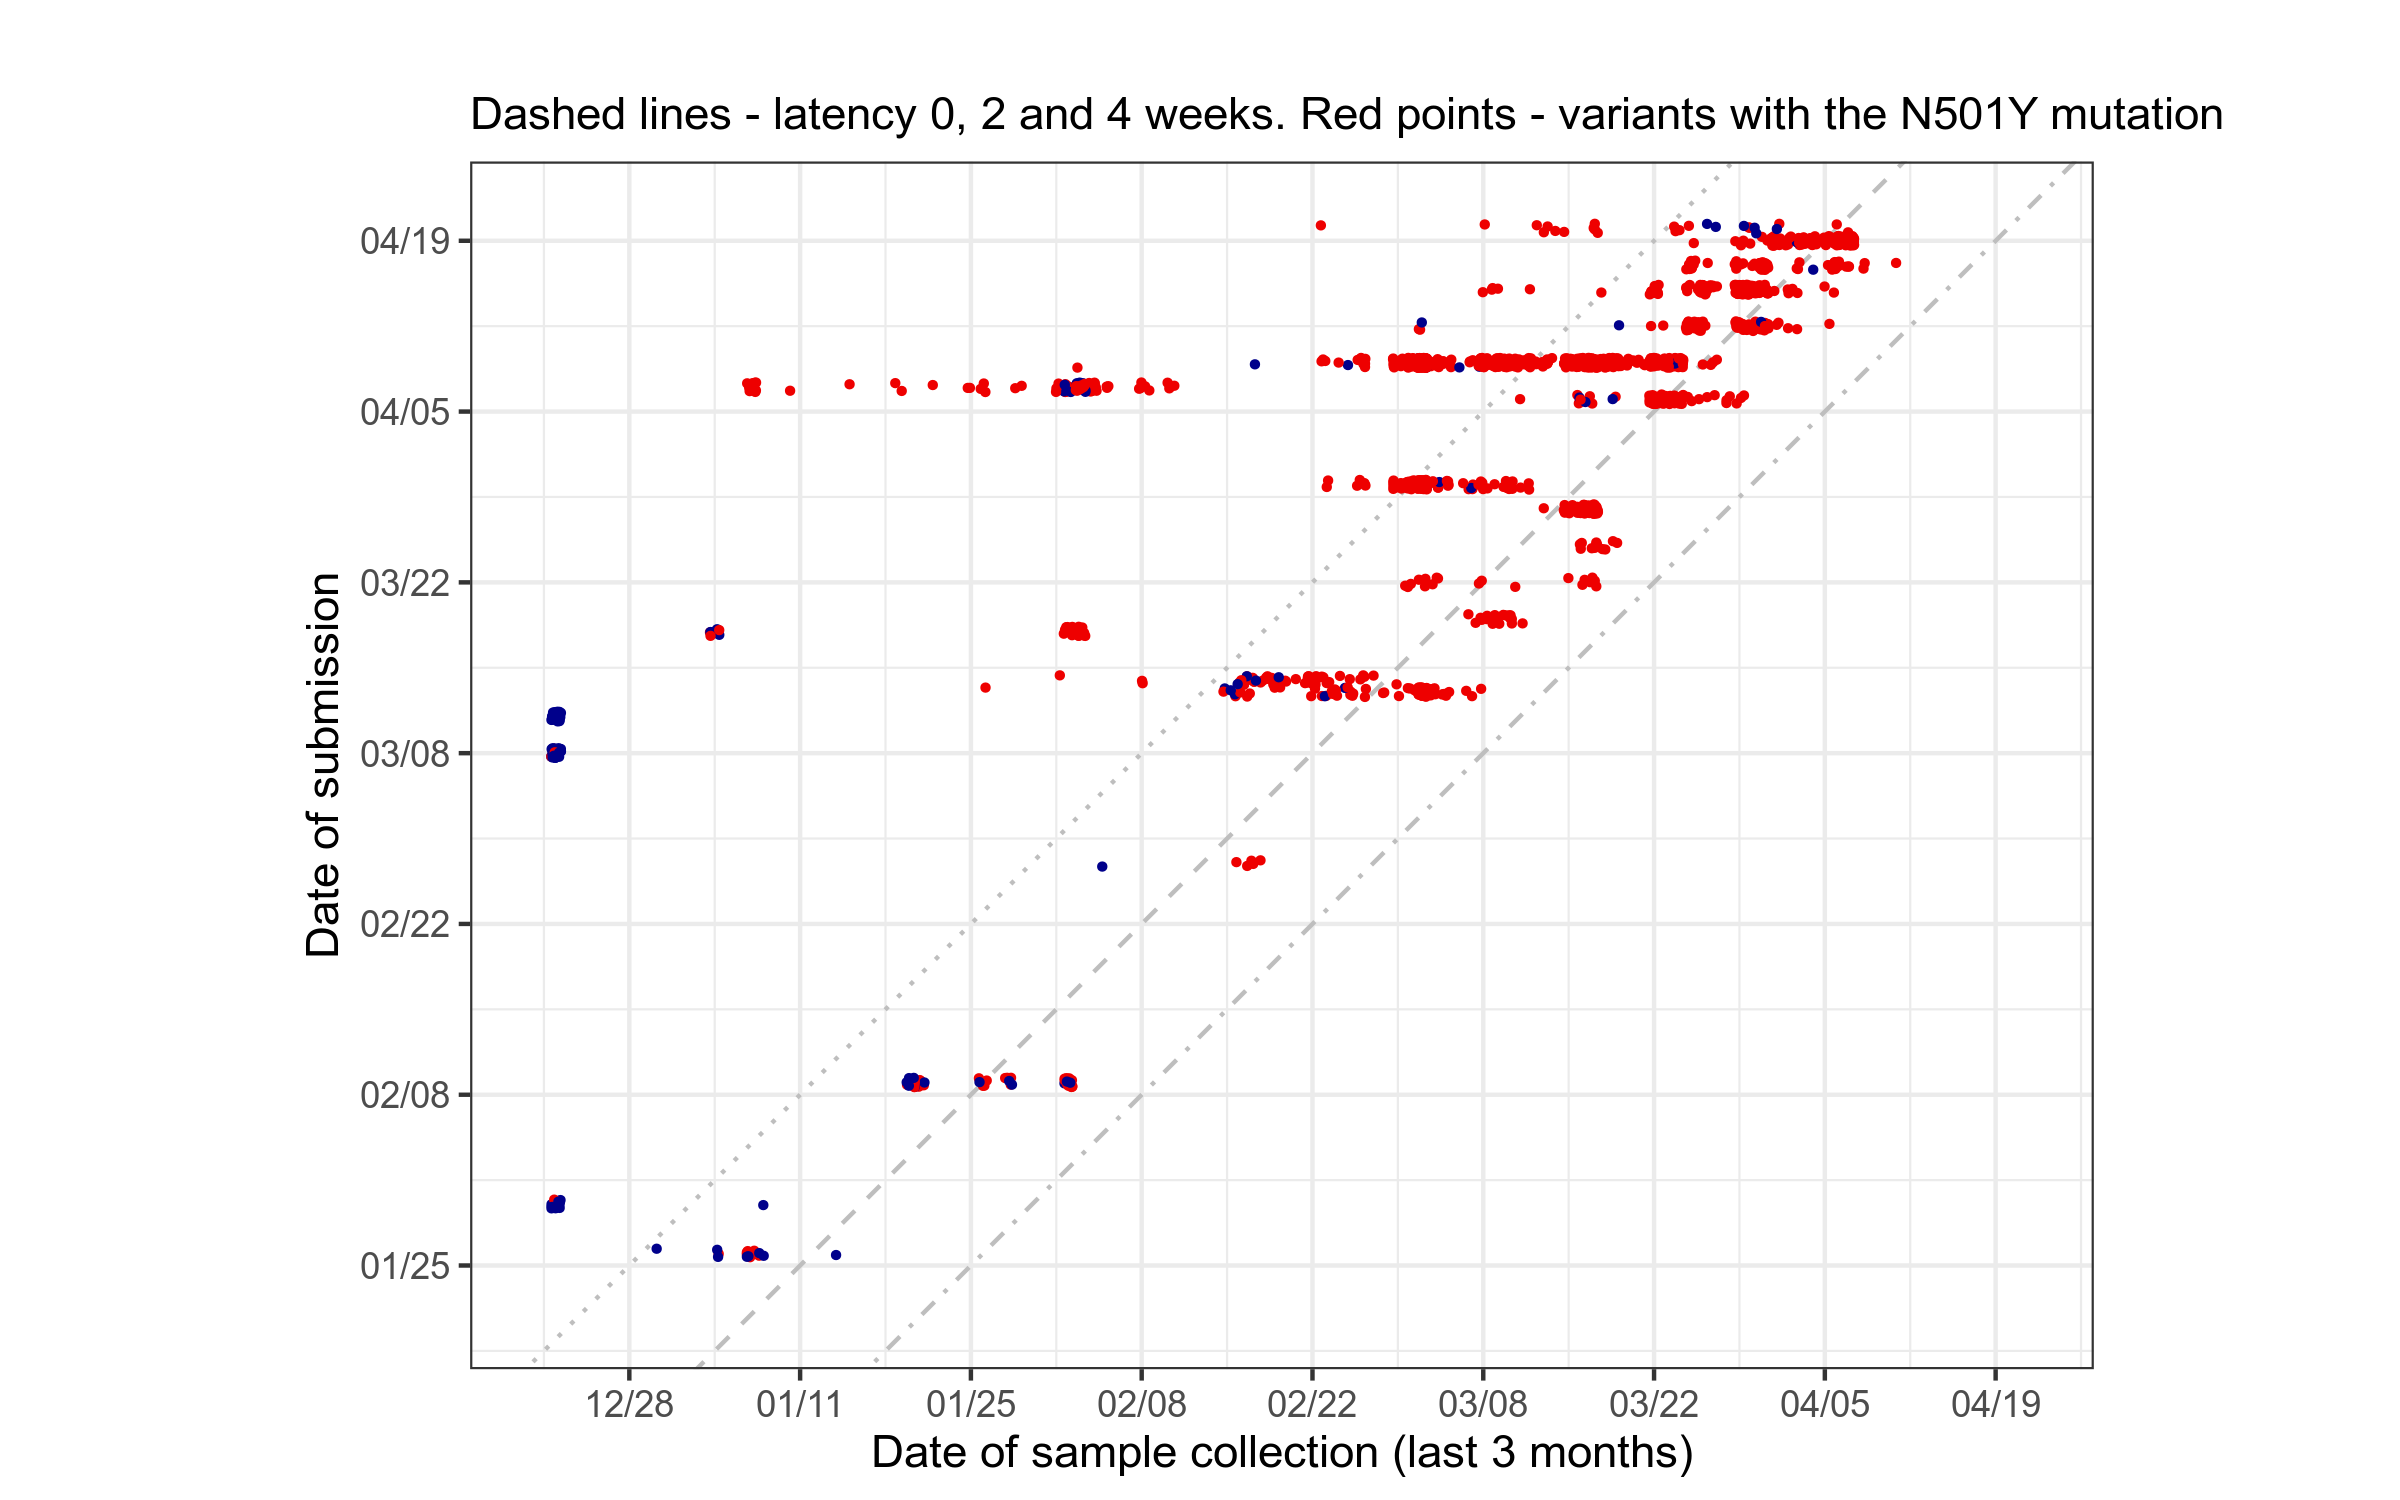 Dashed lines - latency 0, 2 and 4 weeks. Red points - variants with the N501Y mutation
Date of submission
04/19
04/05
03/22
03/08
02/22
02/08
01/25
12/28 01/11 01/25 02/08 02/22 03/08 03/22 04/05 04/19
Date of sample collection (last 3 months)